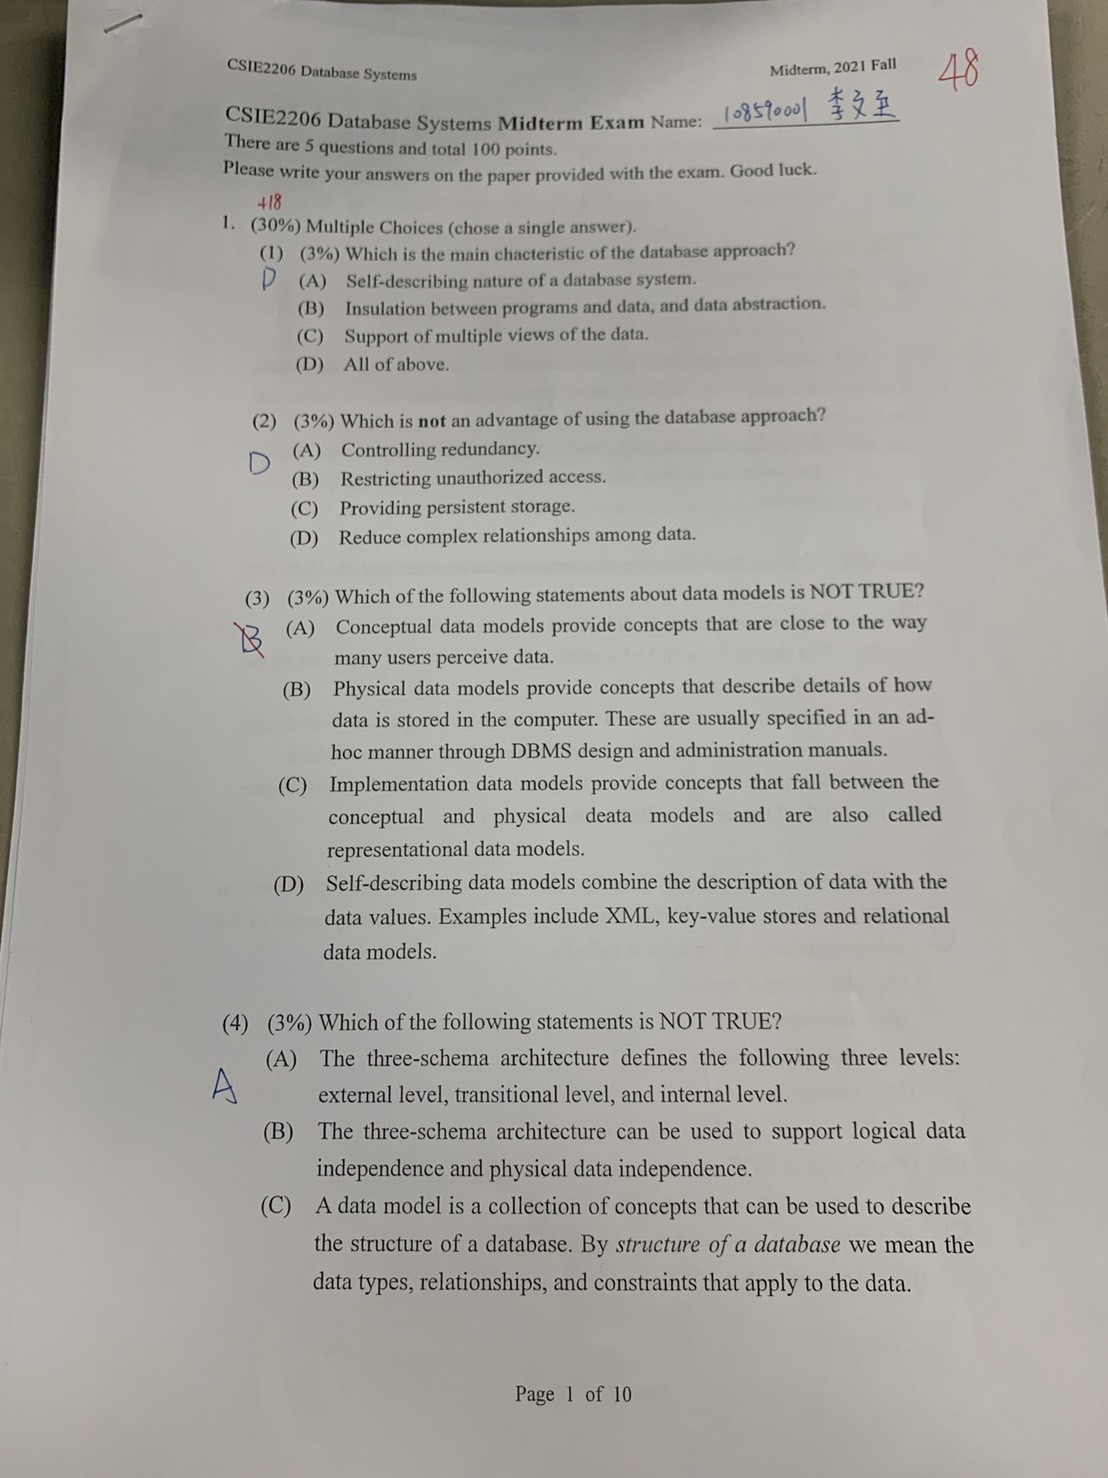 CSIE2206 Database Systems
Midterm, 2021 Fall
48
CSIE2206 Database Systems Midterm Exam Name: 108590001 李文玉
There are 5 questions and total 100 points.
Please write your answers on the paper provided with the exam. Good luck.
+18
1. (30%) Multiple Choices (chose a single answer).
(1) (3%) Which is the main chacteristic of the database approach?
D (A) Self-describing nature of a database system.
(B) Insulation between programs and data, and data abstraction.
(C) Support of multiple views of the data.
(D) All of above.
(2) (3%) Which is not an advantage of using the database approach?
D (A) Controlling redundancy.
(B) Restricting unauthorized access.
(C) Providing persistent storage.
(D) Reduce complex relationships among data.
(3) (3%) Which of the following statements about data models is NOT TRUE?
B (A) Conceptual data models provide concepts that are close to the way
many users perceive data.
(B) Physical data models provide concepts that describe details of how
data is stored in the computer. These are usually specified in an ad-
hoc manner through DBMS design and administration manuals.
(C) Implementation data models provide concepts that fall between the
conceptual and physical deata models and are also called
representational data models.
(D) Self-describing data models combine the description of data with the
data values. Examples include XML, key-value stores and relational
data models.
(4) (3%) Which of the following statements is NOT TRUE?
A (A) The three-schema architecture defines the following three levels:
external level, transitional level, and internal level.
(B) The three-schema architecture can be used to support logical data
independence and physical data independence.
(C) A data model is a collection of concepts that can be used to describe
the structure of a database. By structure of a database we mean the
data types, relationships, and constraints that apply to the data.
Page 1 of 10